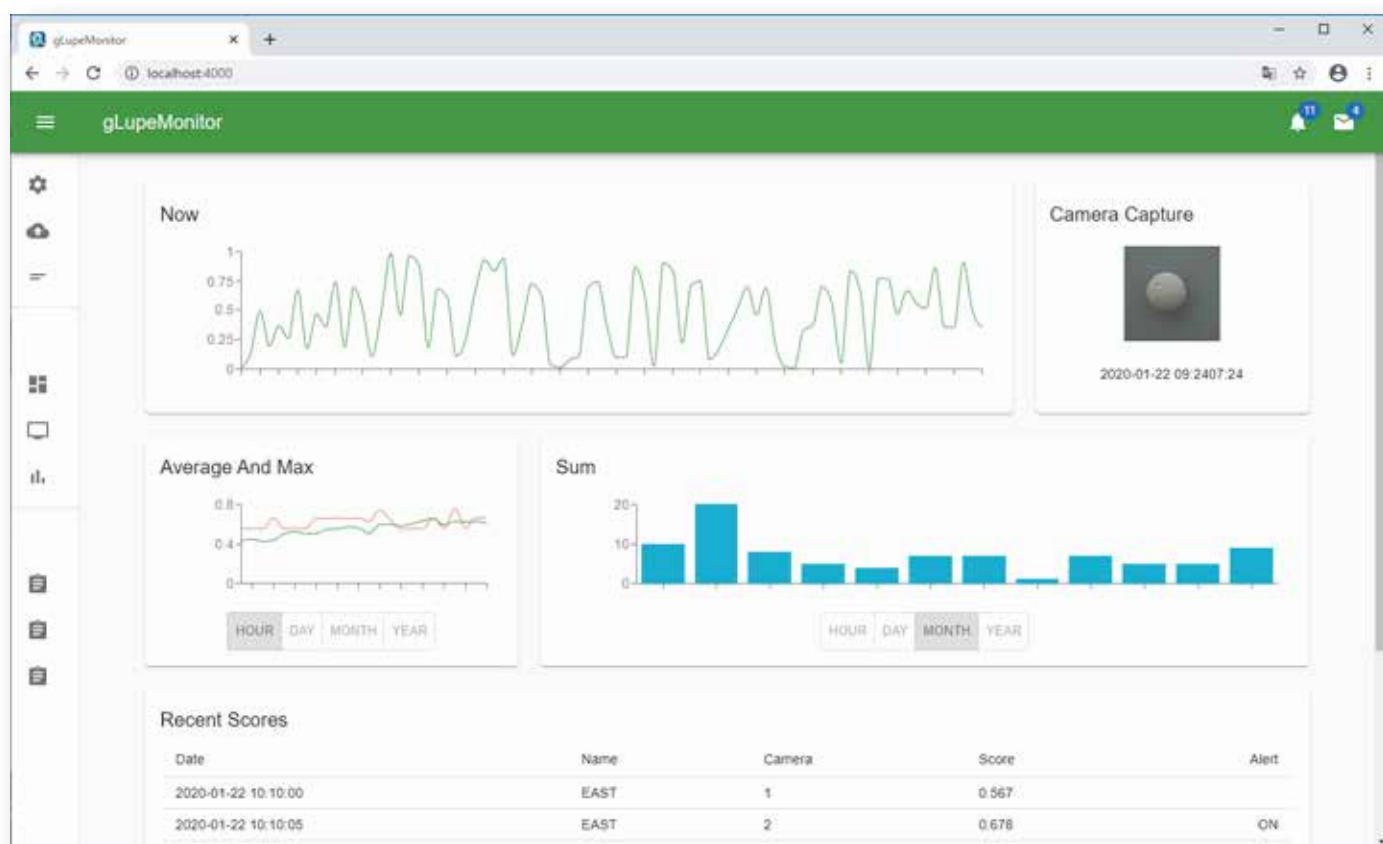 gLupeMonitor
localhost:4000
gLupeMonitor
11
4
Now
1
0.75
0.5
0.25
0
Camera Capture
2020-01-22 09:2407:24
Average And Max
0.8
0.4
0
HOUR DAY MONTH YEAR
Sum
20
10
0
HOUR DAY MONTH YEAR
Recent Scores
Date Name Camera Score Alert
2020-01-22 10:10:00 EAST 1 0.567
2020-01-22 10:10:05 EAST 2 0.678 ON